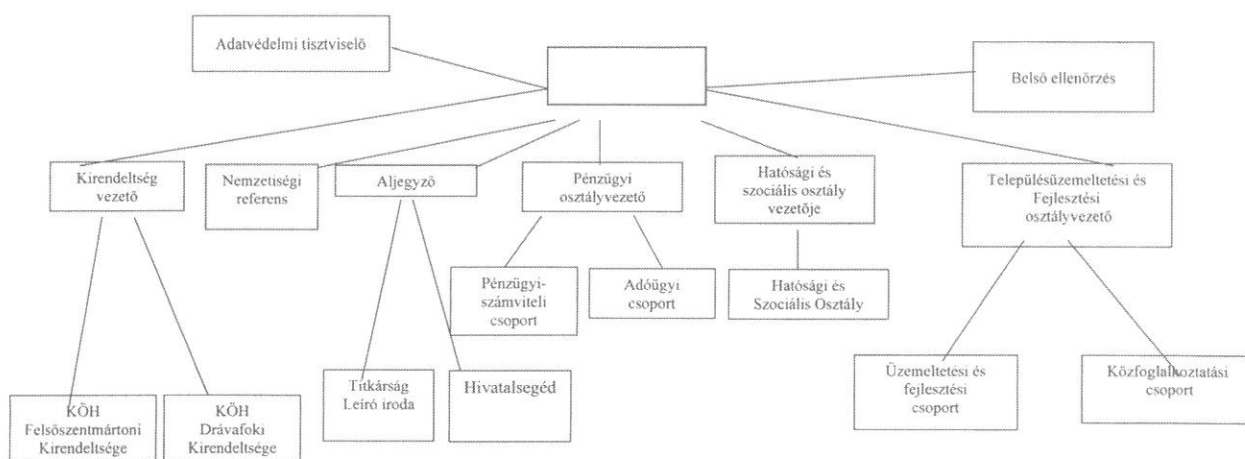 Adatvédelmi tisztviselő
Belső ellenőrzés
Kirendeltség
vezető
Nemzetiségi
referens
Aljegyző
Pénzügyi
osztályvezető
Hatósági és
szociális osztály
vezetője
Településüzemeltetési és
Fejlesztési
osztályvezető
Pénzügyi-
számviteli
csoport
Adóügyi
csoport
Hatósági és
Szociális Osztály
Titkárság
Leíró iroda
Hivatalsegéd
Üzemeltetési és
fejlesztési
csoport
Közfoglalkoztatási
csoport
KÖH
Felsőszentmártoni
Kirendeltsége
KÖH
Drávafoki
Kirendeltsége